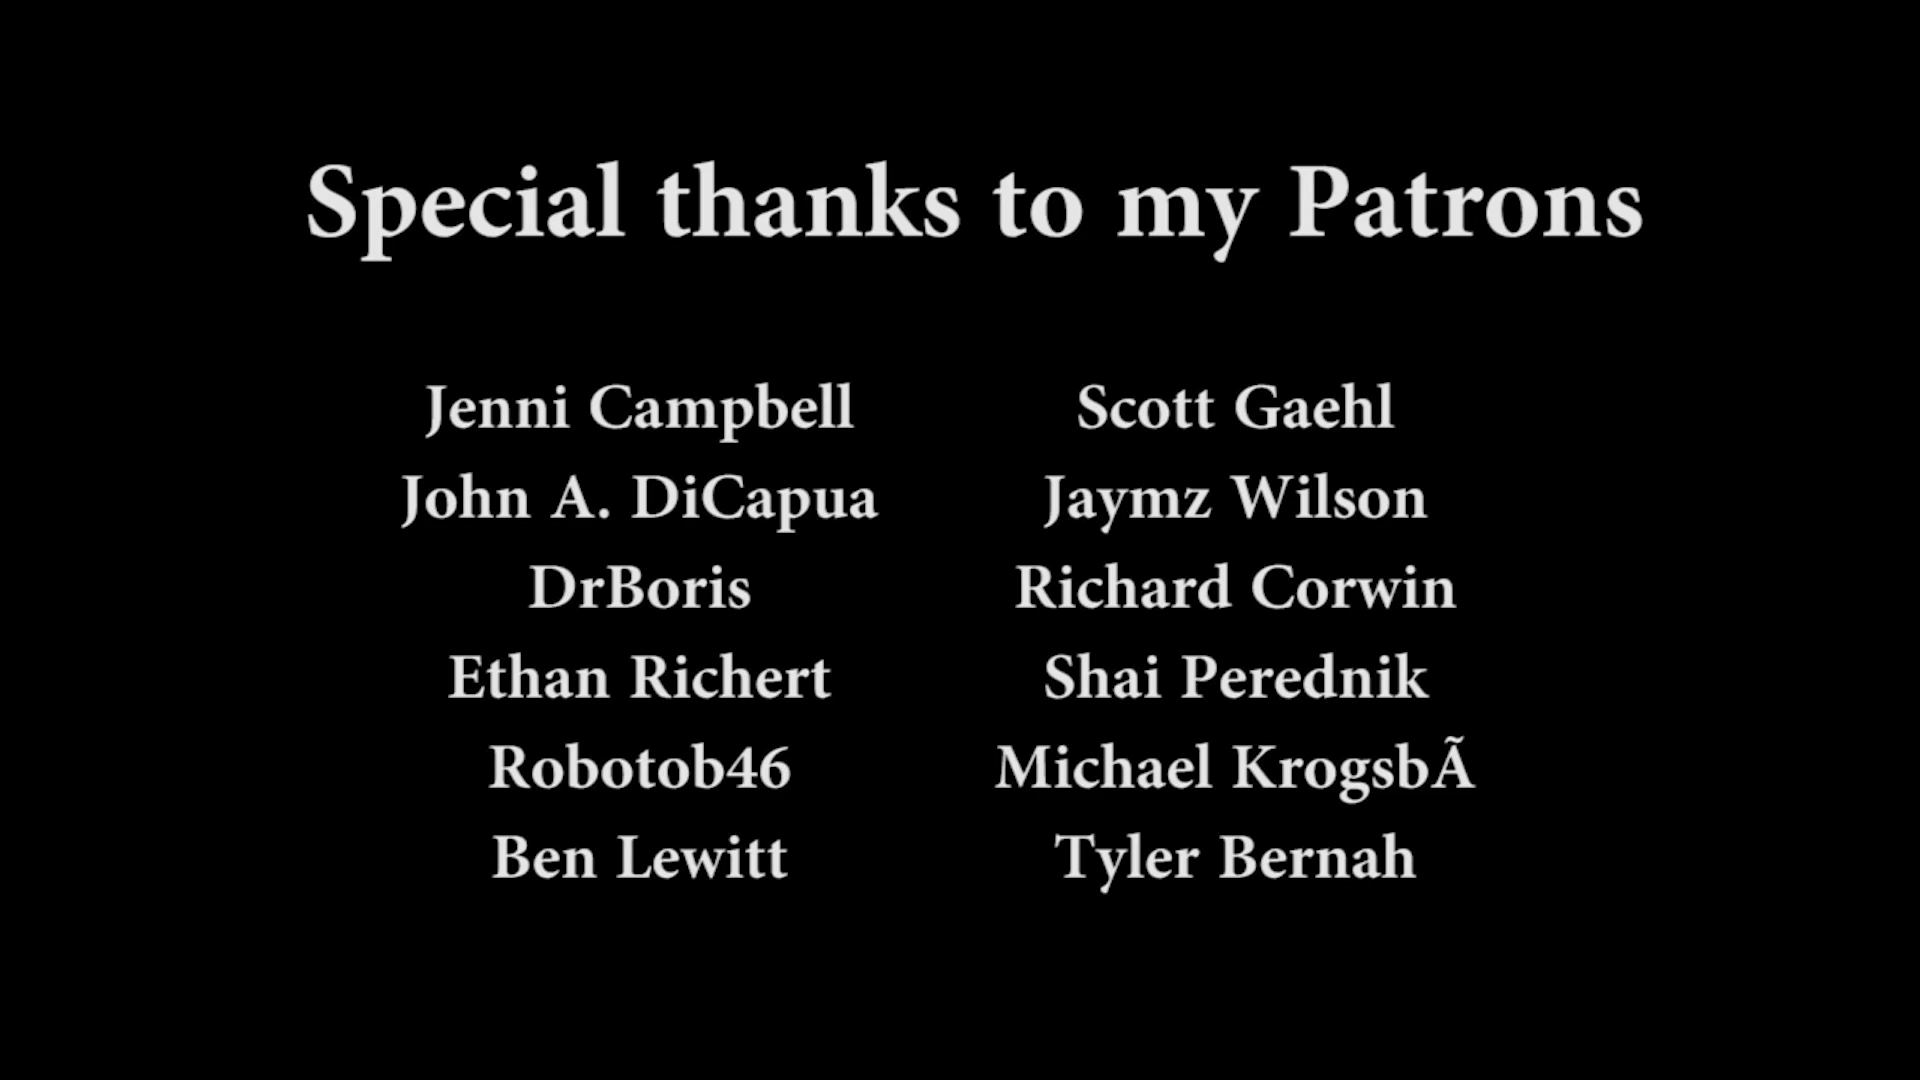 Special thanks to my Patrons
Jenni Campbell
John A. DiCapua
DrBoris
Ethan Richert
Robotob46
Ben Lewitt
Scott Gaehl
Jaymz Wilson
Richard Corwin
Shai Perednik
Michael KrogsbÃ
Tyler Bernah